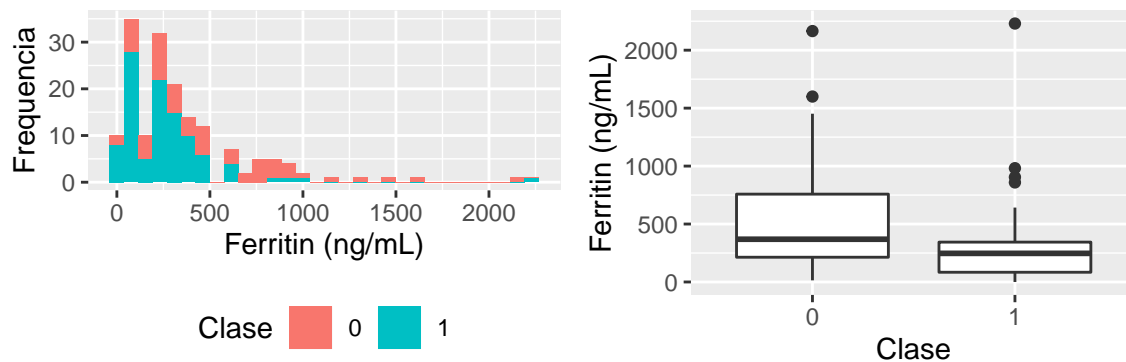 Frequencia
30
20
10
0
0 500 1000 1500 2000
Ferritin (ng/mL)
Clase 0 1
Ferritin (ng/mL)
2000
1500
1000
500
0
0 1
Clase